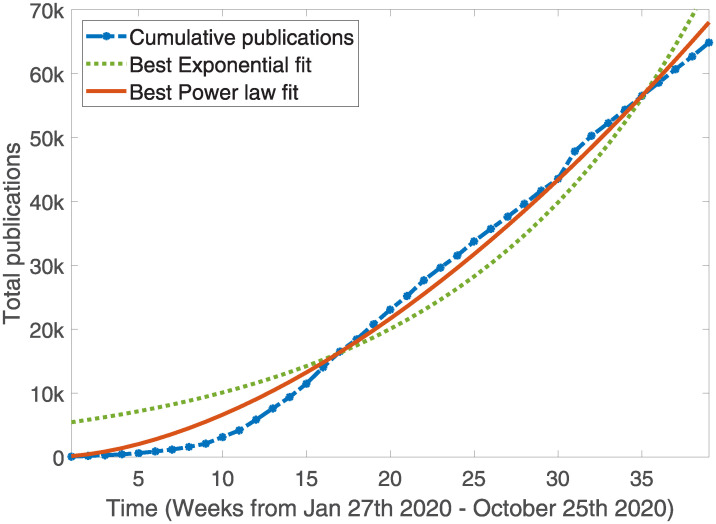 70k
60k
50k
40k
30k
20k
10k
0
Total publications
Cumulative publications
Best Exponential fit
Best Power law fit
5 10 15 20 25 30 35
Time (Weeks from Jan 27th 2020 - October 25th 2020)